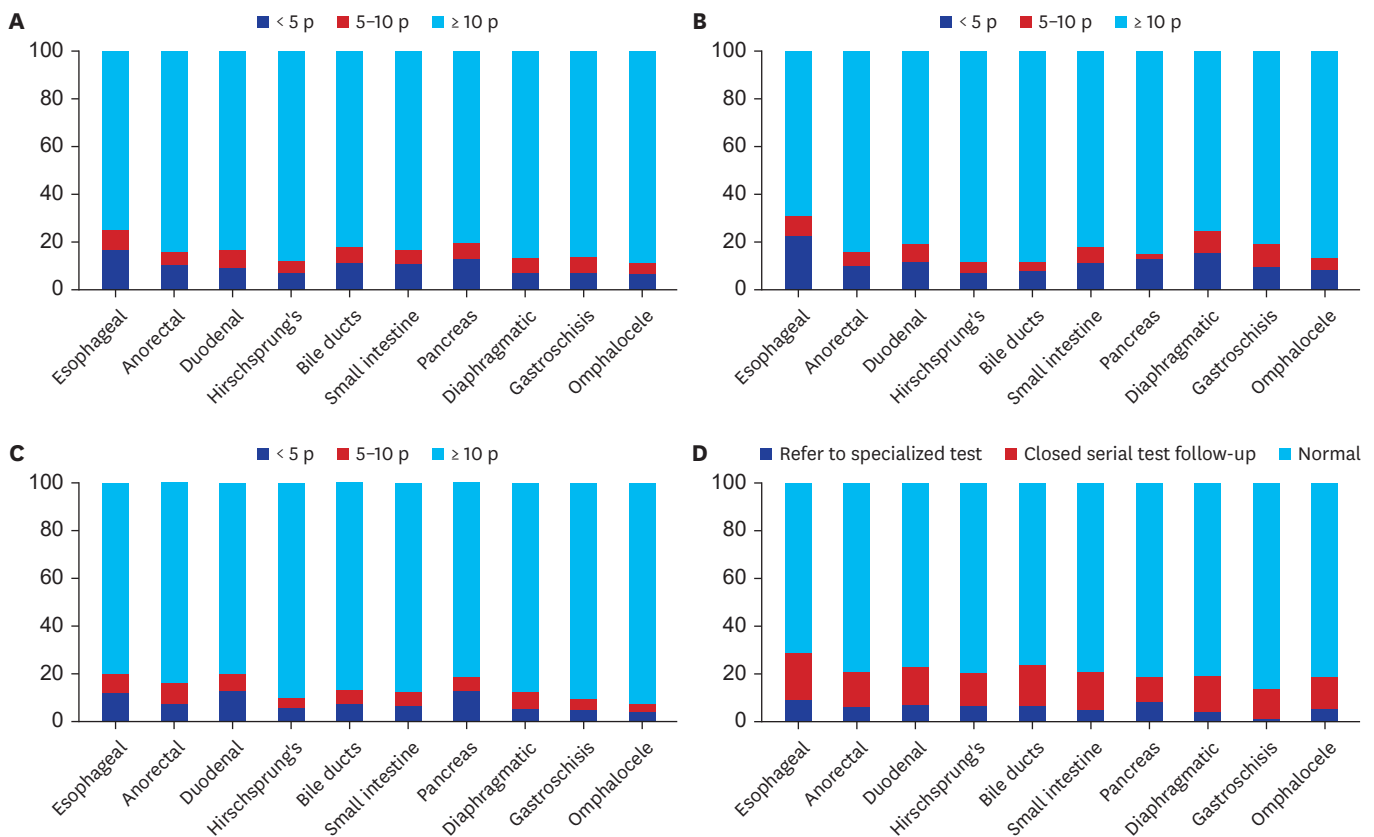 A
< 5 p 5–10 p ≥ 10 p
100
80
60
40
20
0
Esophageal
Anorectal
Duodenal
Hirschsprung's
Bile ducts
Small intestine
Pancreas
Diaphragmatic
Gastroschisis
Omphalocele
B
< 5 p 5–10 p ≥ 10 p
100
80
60
40
20
0
Esophageal
Anorectal
Duodenal
Hirschsprung's
Bile ducts
Small intestine
Pancreas
Diaphragmatic
Gastroschisis
Omphalocele
C
< 5 p 5–10 p ≥ 10 p
100
80
60
40
20
0
Esophageal
Anorectal
Duodenal
Hirschsprung's
Bile ducts
Small intestine
Pancreas
Diaphragmatic
Gastroschisis
Omphalocele
D
Refer to specialized test Closed serial test follow-up Normal
100
80
60
40
20
0
Esophageal
Anorectal
Duodenal
Hirschsprung's
Bile ducts
Small intestine
Pancreas
Diaphragmatic
Gastroschisis
Omphalocele